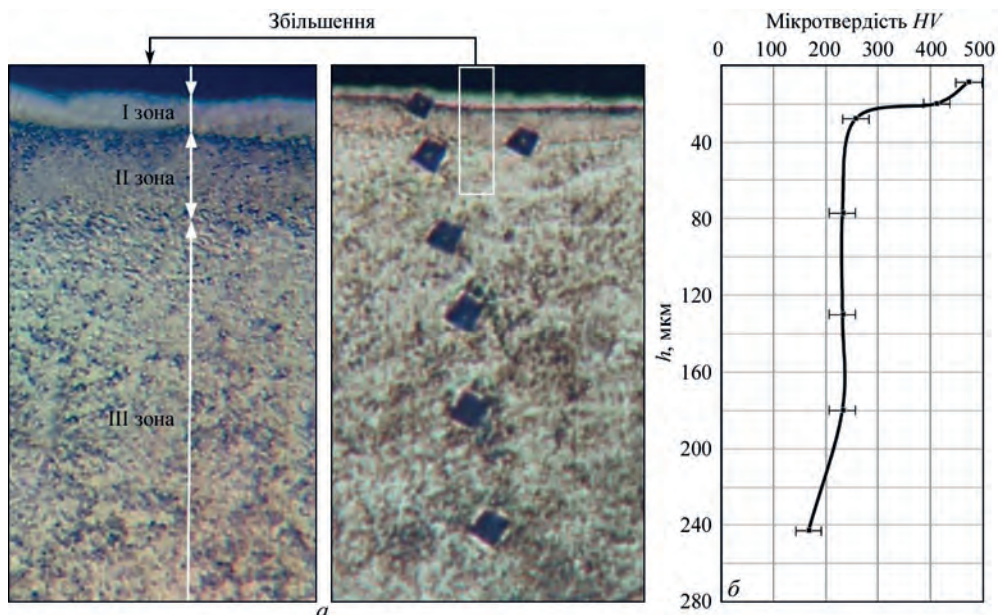 Збільшення
I зона
II зона
III зона
а
Мікротвердість HV
0 100 200 300 400 500
40
80
120
160
200
240
280
h, мкм
б